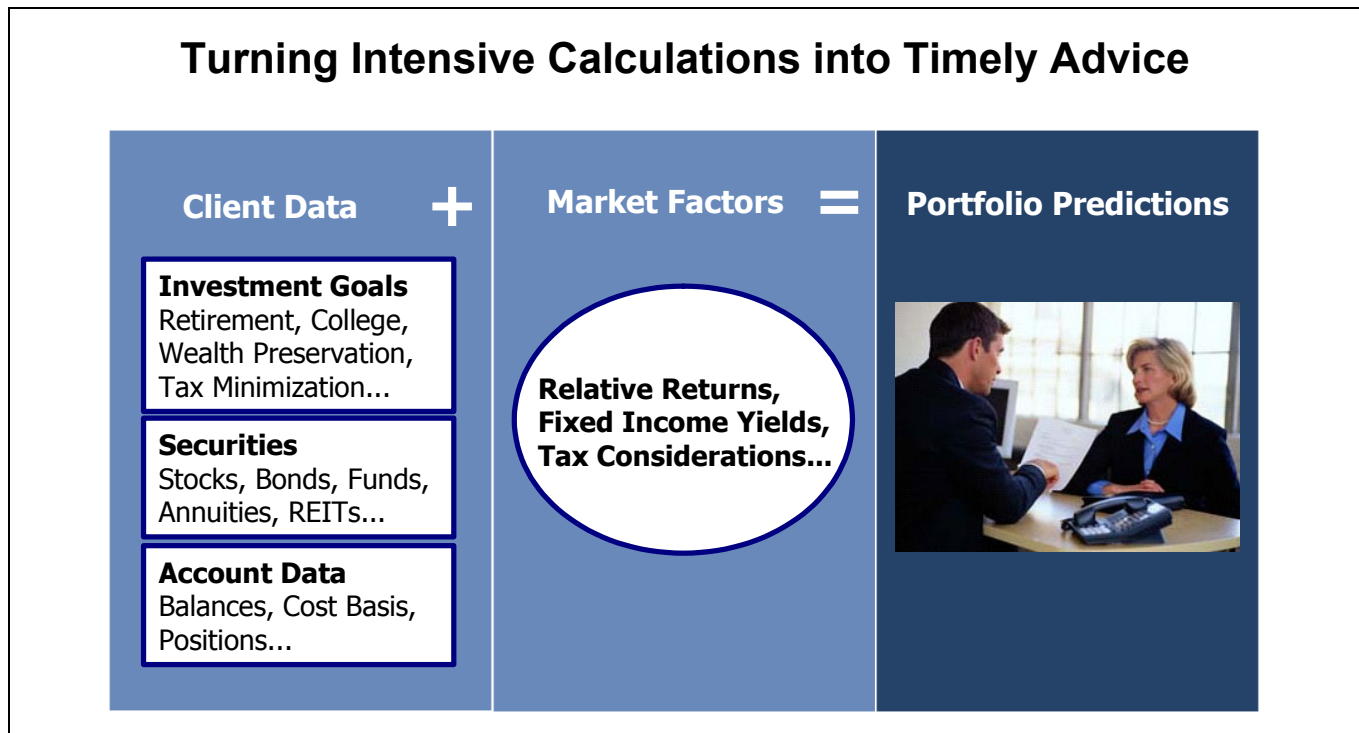 Turning Intensive Calculations into Timely Advice
Client Data +
Investment Goals
Retirement, College,
Wealth Preservation,
Tax Minimization...
Securities
Stocks, Bonds, Funds,
Annuities, REITs...
Account Data
Balances, Cost Basis,
Positions...
Market Factors =
Relative Returns,
Fixed Income Yields,
Tax Considerations...
Portfolio Predictions